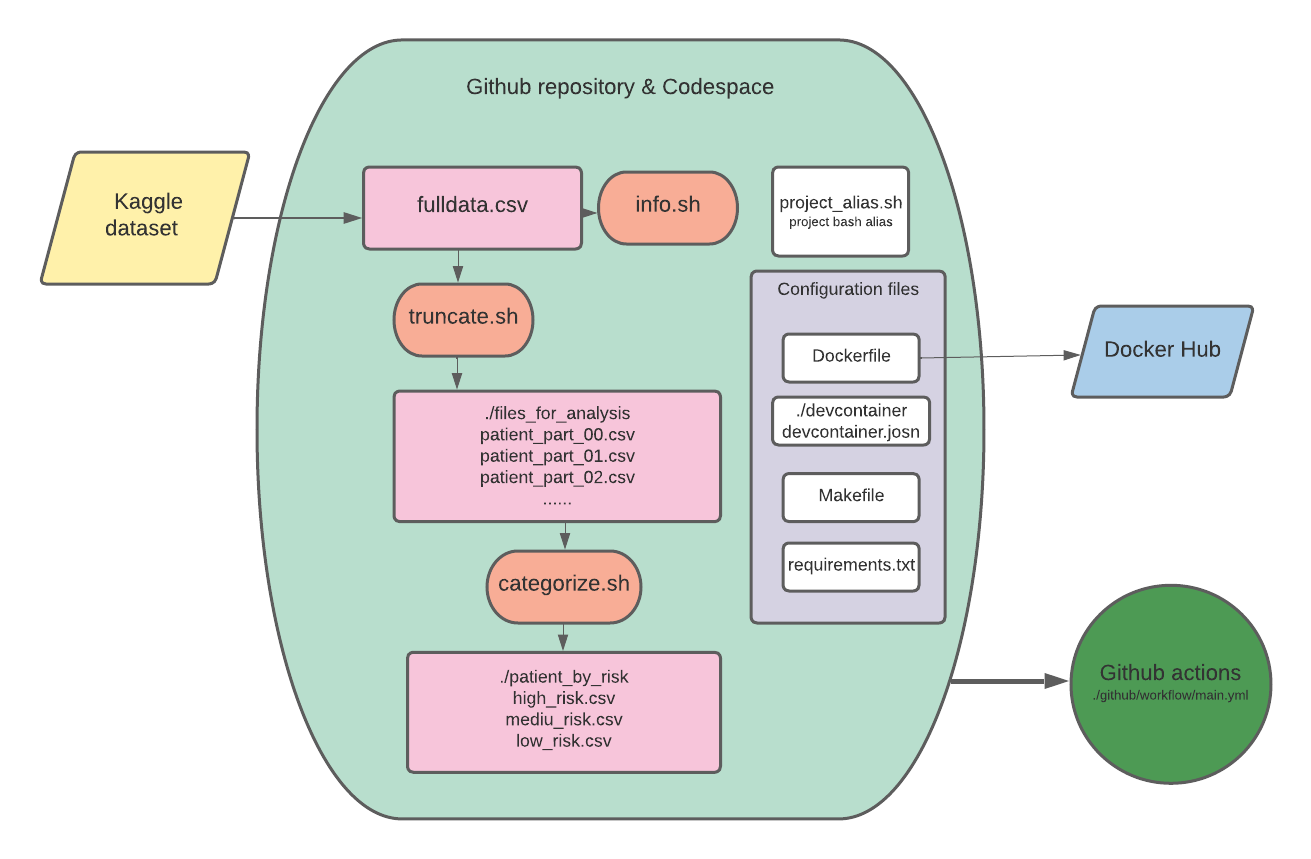 Github repository & Codespace
Kaggle
dataset
fulldata.csv
info.sh
project_alias.sh
project bash alias
truncate.sh
Configuration files
Dockerfile
Docker Hub
./devcontainer
devcontainer.josn
./files_for_analysis
patient_part_00.csv
patient_part_01.csv
patient_part_02.csv
......
Makefile
requirements.txt
categorize.sh
./patient_by_risk
high_risk.csv
mediu_risk.csv
low_risk.csv
Github actions
./github/workflow/main.yml